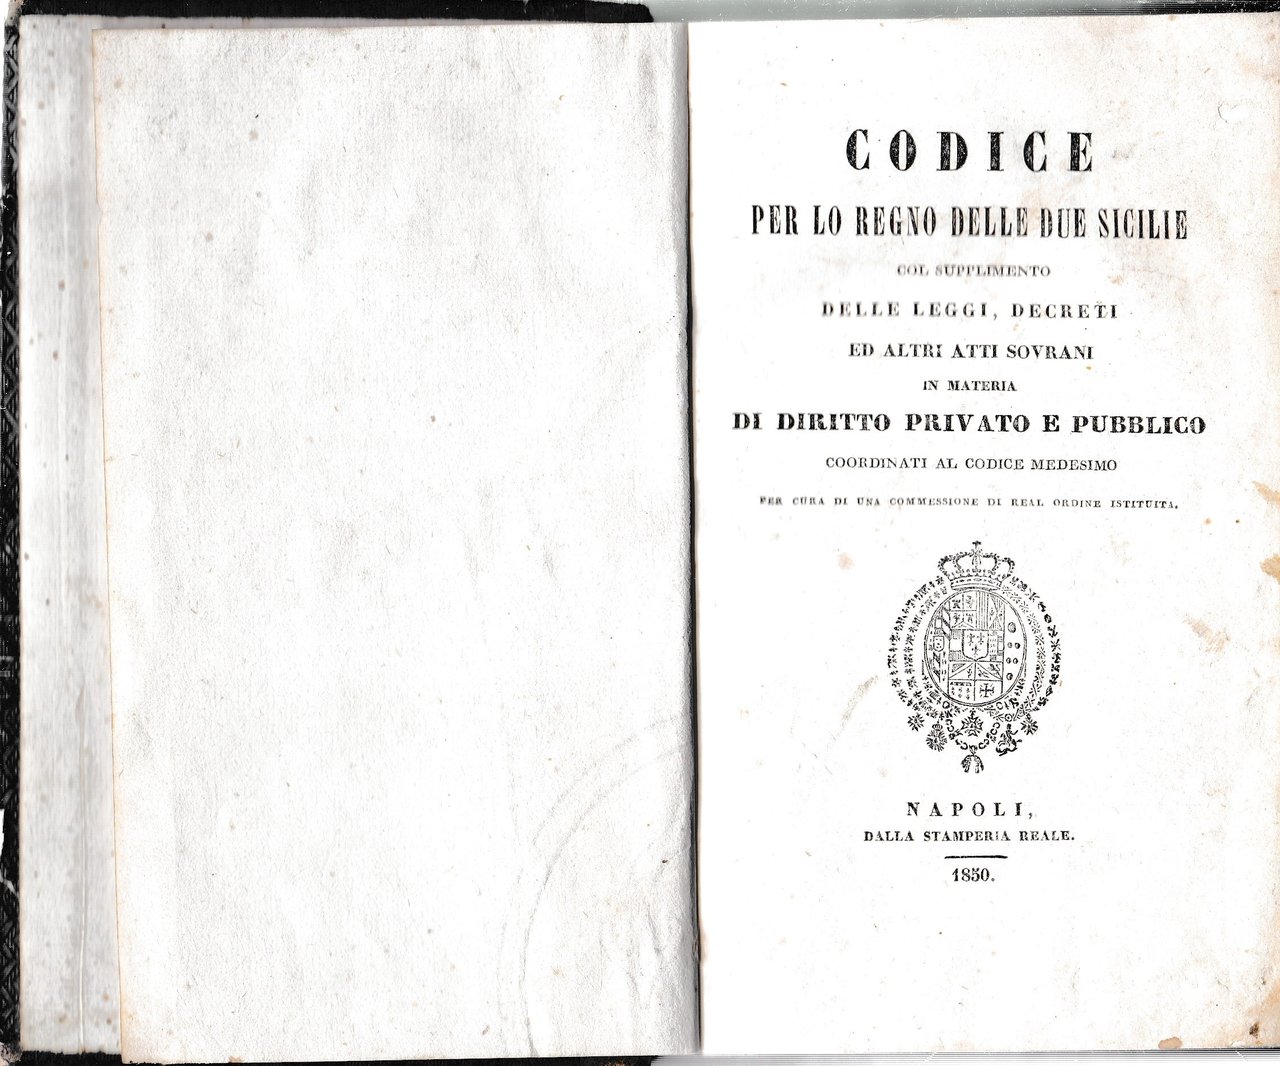 CODICE
PER LO REGNO DELLE DUE SICILIE
COL SUPPLIMENTO
DELLE LEGGI, DECRETI
ED ALTRI ATTI SOVRANI
IN MATERIA
DI DIRITTO PRIVATO E PUBBLICO
COORDINATI AL CODICE MEDESIMO
PER CURA DI UNA COMMESSIONE DI REAL ORDINE ISTITUITA.
NAPOLI,
DALLA STAMPERIA REALE.
1850.